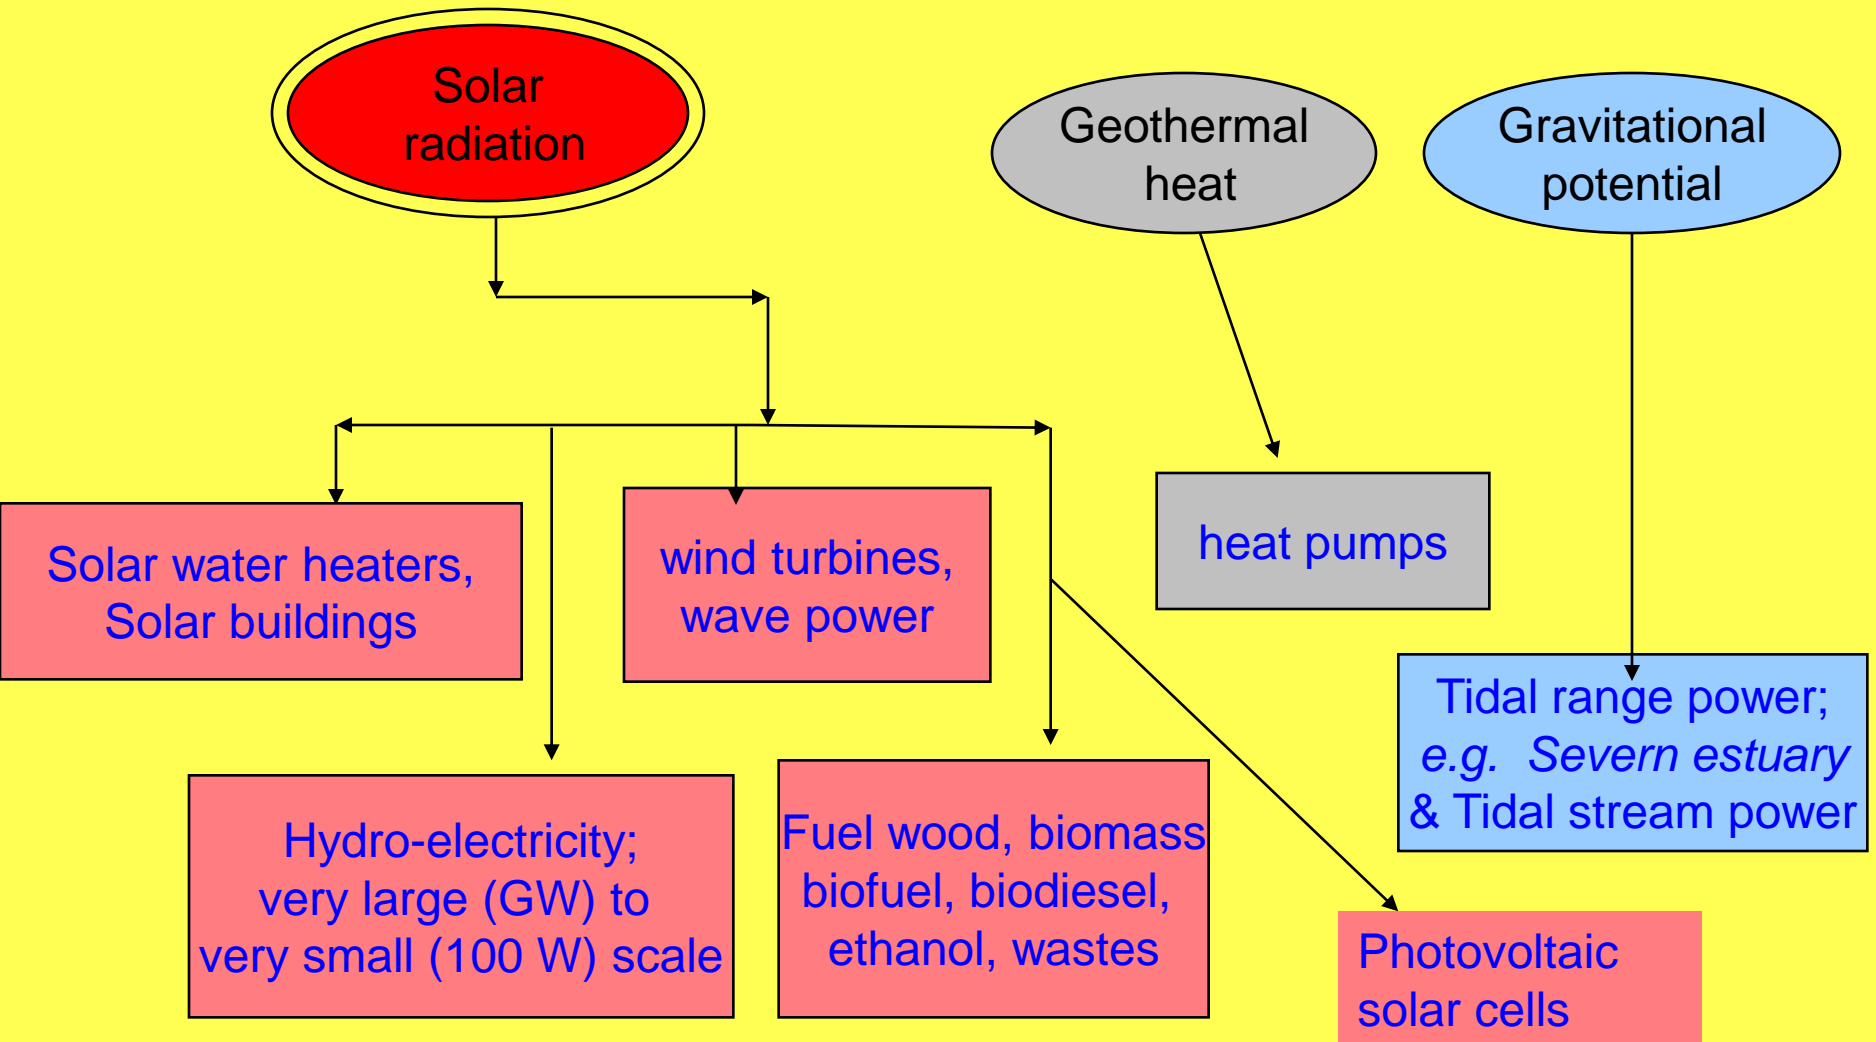 Solar
radiation
Geothermal
heat
Gravitational
potential
Solar water heaters,
Solar buildings
wind turbines,
wave power
heat pumps
Tidal range power;
e.g. Severn estuary
& Tidal stream power
Hydro-electricity;
very large (GW) to
very small (100 W) scale
Fuel wood, biomass
biofuel, biodiesel,
ethanol, wastes
Photovoltaic
solar cells